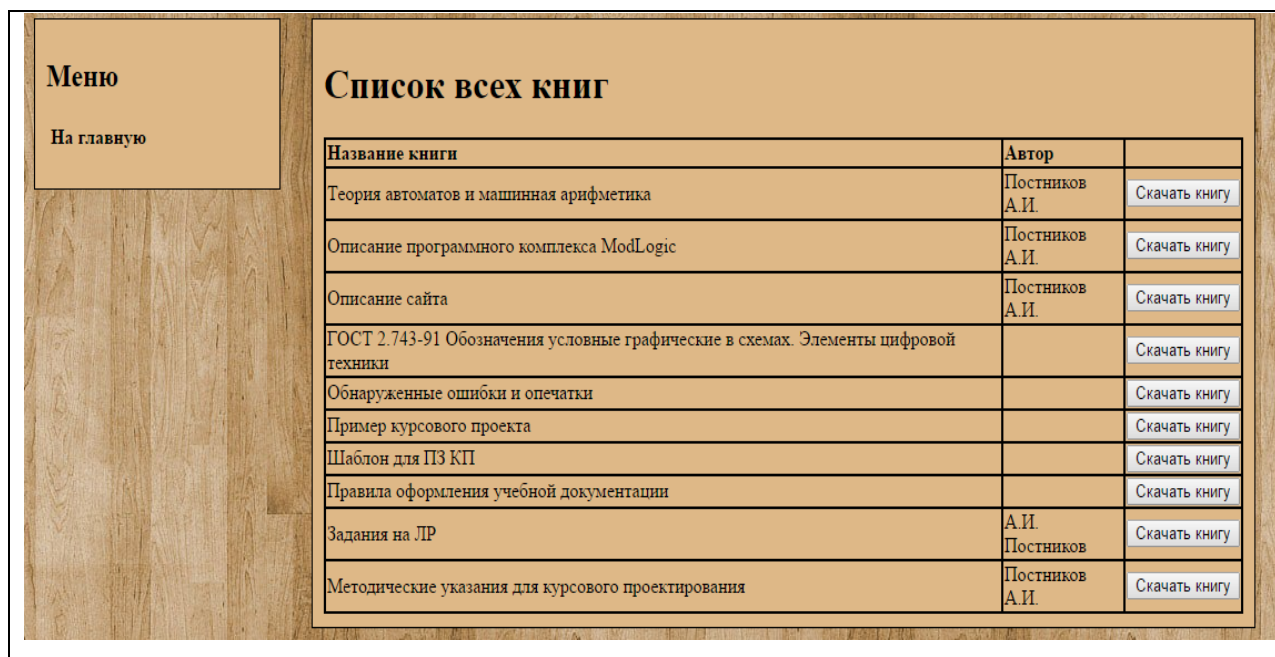 Меню
На главную
Список всех книг
Название книги Автор
Теория автоматов и машинная арифметика Постников А.И. Скачать книгу
Описание программного комплекса ModLogic Постников А.И. Скачать книгу
Описание сайта Постников А.И. Скачать книгу
ГОСТ 2.743-91 Обозначения условные графические в схемах. Элементы цифровой
техники Скачать книгу
Обнаруженные ошибки и опечатки Скачать книгу
Пример курсового проекта Скачать книгу
Шаблон для ПЗ КП Скачать книгу
Правила оформления учебной документации Скачать книгу
Задания на ЛР А.И. Постников Скачать книгу
Методические указания для курсового проектирования Постников А.И. Скачать книгу